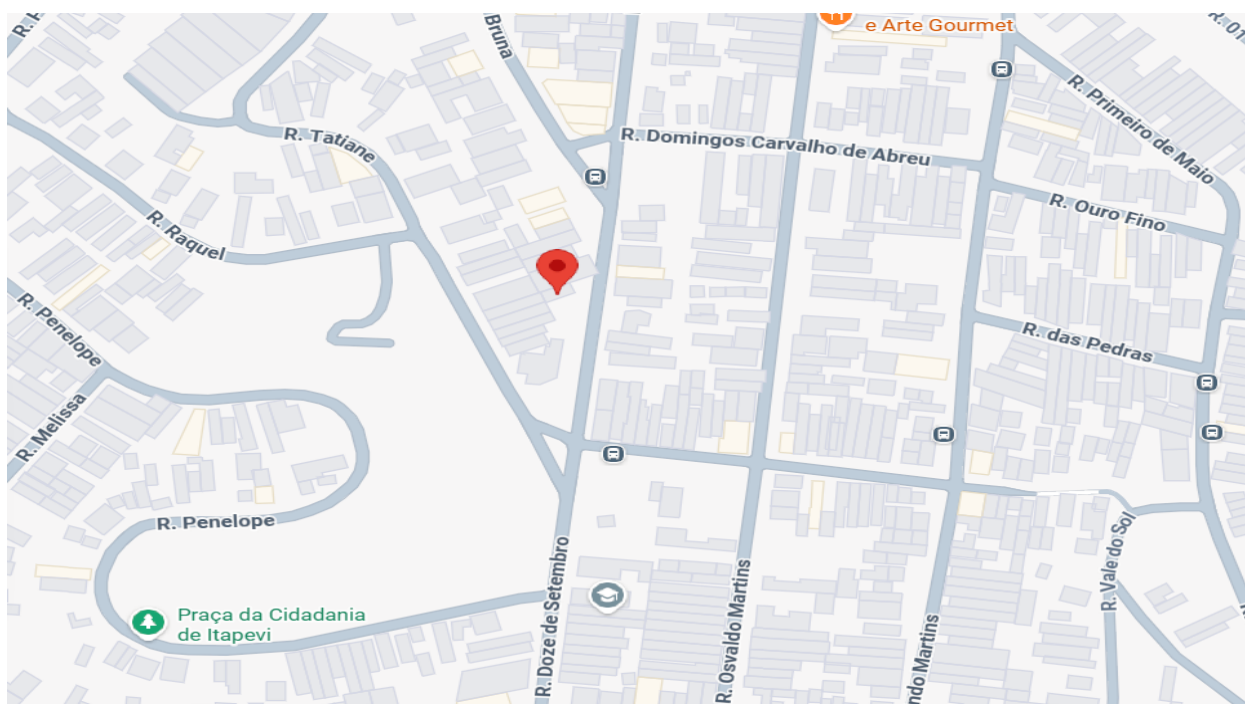 e Arte Gourmet
Bruna
R. Tatiane
R. Domingos Carvalho de Abreu
R. Primeiro de Maio
R. Ouro Fino
R. Raquel
R. Penelope
R. das Pedras
R. Melissa
R. Penelope
R. Vale do Sol
R. Doze de Setembro
R. Osvaldo Martins
ndo Martins
Praça da Cidadania
de Itapevi